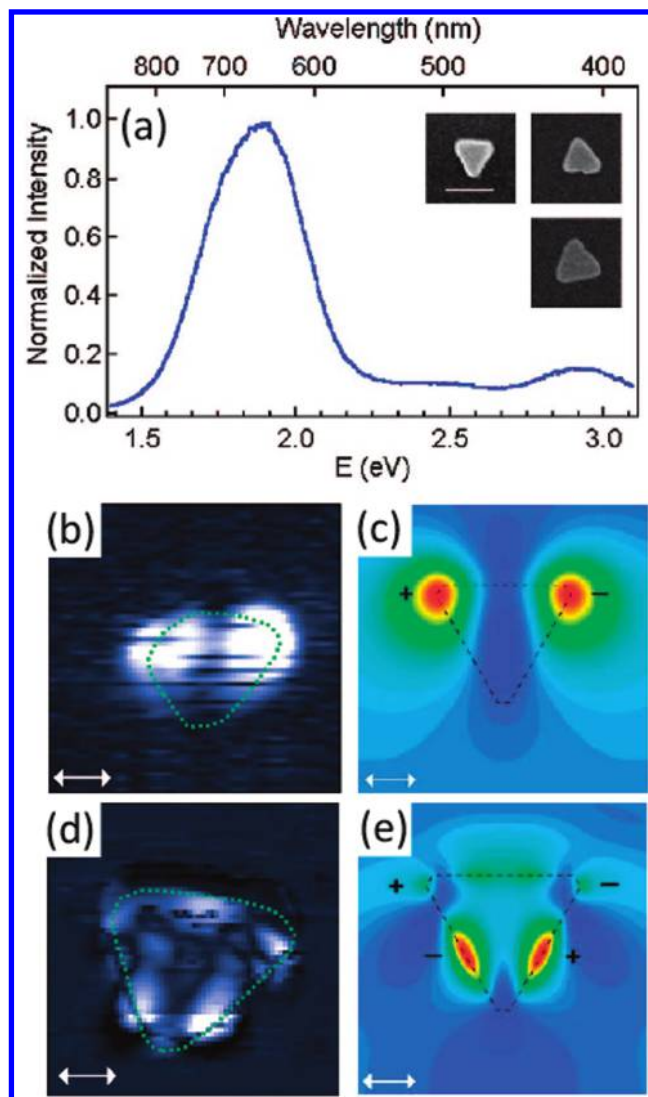 Wavelength (nm)
800 700 600 500 400
(a)
1.0
0.8
0.6
0.4
0.2
0.0
Normalized Intensity
1.5 2.0 2.5 3.0
E (eV)
(b)
(c)
+ −
(d)
(e)
+ −
− +